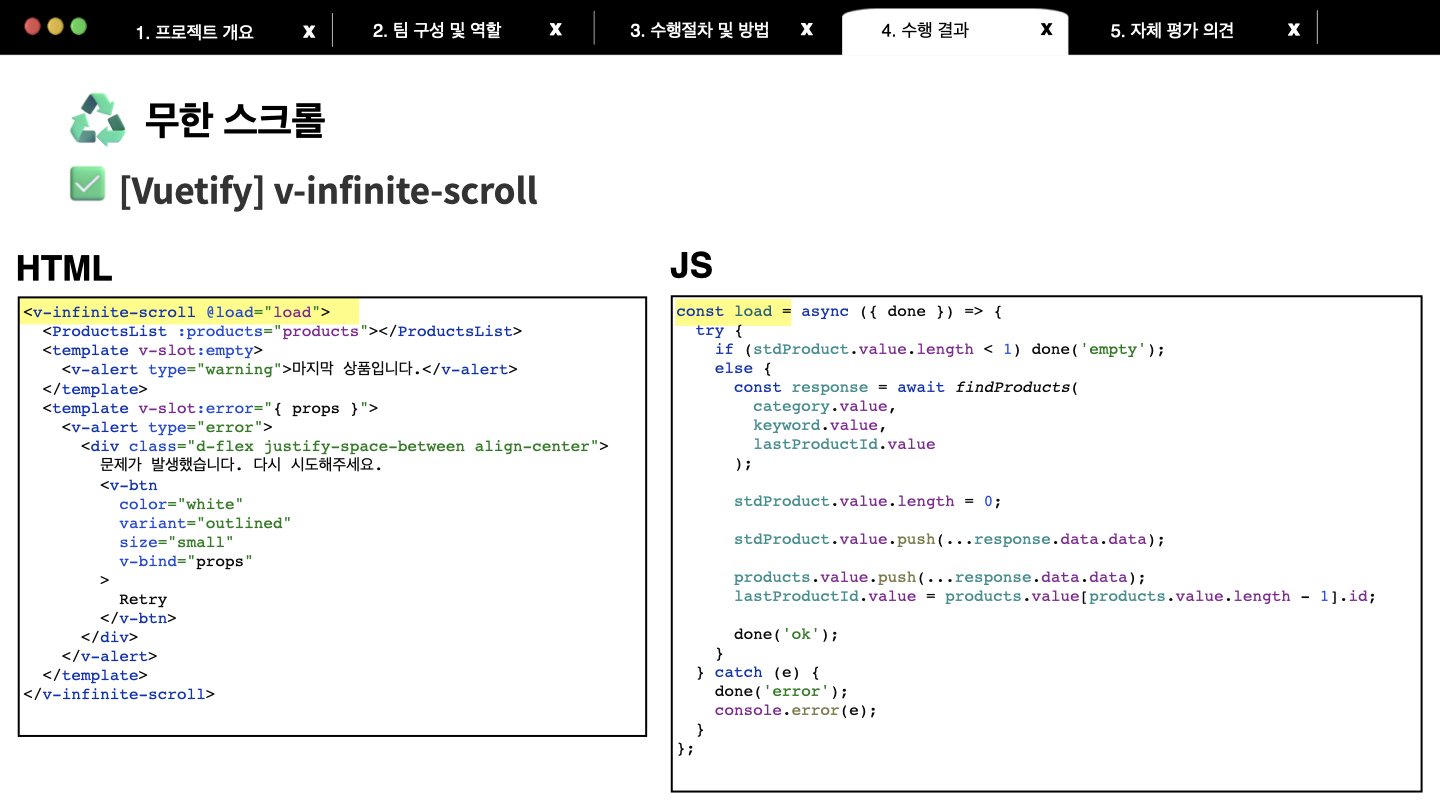 1. 프로젝트 개요 X 2. 팀 구성 및 역할 X 3. 수행절차 및 방법 X 4. 수행 결과 X 5. 자체 평가 의견 X
무한 스크롤
[Vuetify] v-infinite-scroll
HTML
<v-infinite-scroll @load="load">
  <ProductsList :products="products"></ProductsList>
  <template v-slot:empty>
    <v-alert type="warning">마지막 상품입니다.</v-alert>
  </template>
  <template v-slot:error="{ props }">
    <v-alert type="error">
      <div class="d-flex justify-space-between align-center">
        문제가 발생했습니다. 다시 시도해주세요.
        <v-btn
          color="white"
          variant="outlined"
          size="small"
          v-bind="props"
        >
          Retry
        </v-btn>
      </div>
    </v-alert>
  </template>
</v-infinite-scroll>
JS
const load = async ({ done }) => {
  try {
    if (stdProduct.value.length < 1) done('empty');
    else {
      const response = await findProducts(
        category.value,
        keyword.value,
        lastProductId.value
      );
      stdProduct.value.length = 0;
      stdProduct.value.push(...response.data.data);
      products.value.push(...response.data.data);
      lastProductId.value = products.value[products.value.length - 1].id;
      done('ok');
    }
  } catch (e) {
    done('error');
    console.error(e);
  }
};